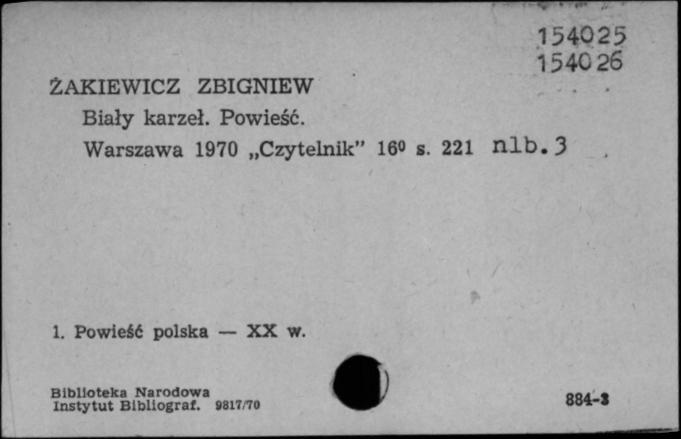 154025
154026
ŻAKIEWICZ ZBIGNIEW
Biały karzeł. Powieść.
Warszawa 1970 „Czytelnik” 16⁰ s. 221 nlb.3
1. Powieść polska — XX w.
Biblioteka Narodowa
Instytut Bibliograf. 9817/70
884-3